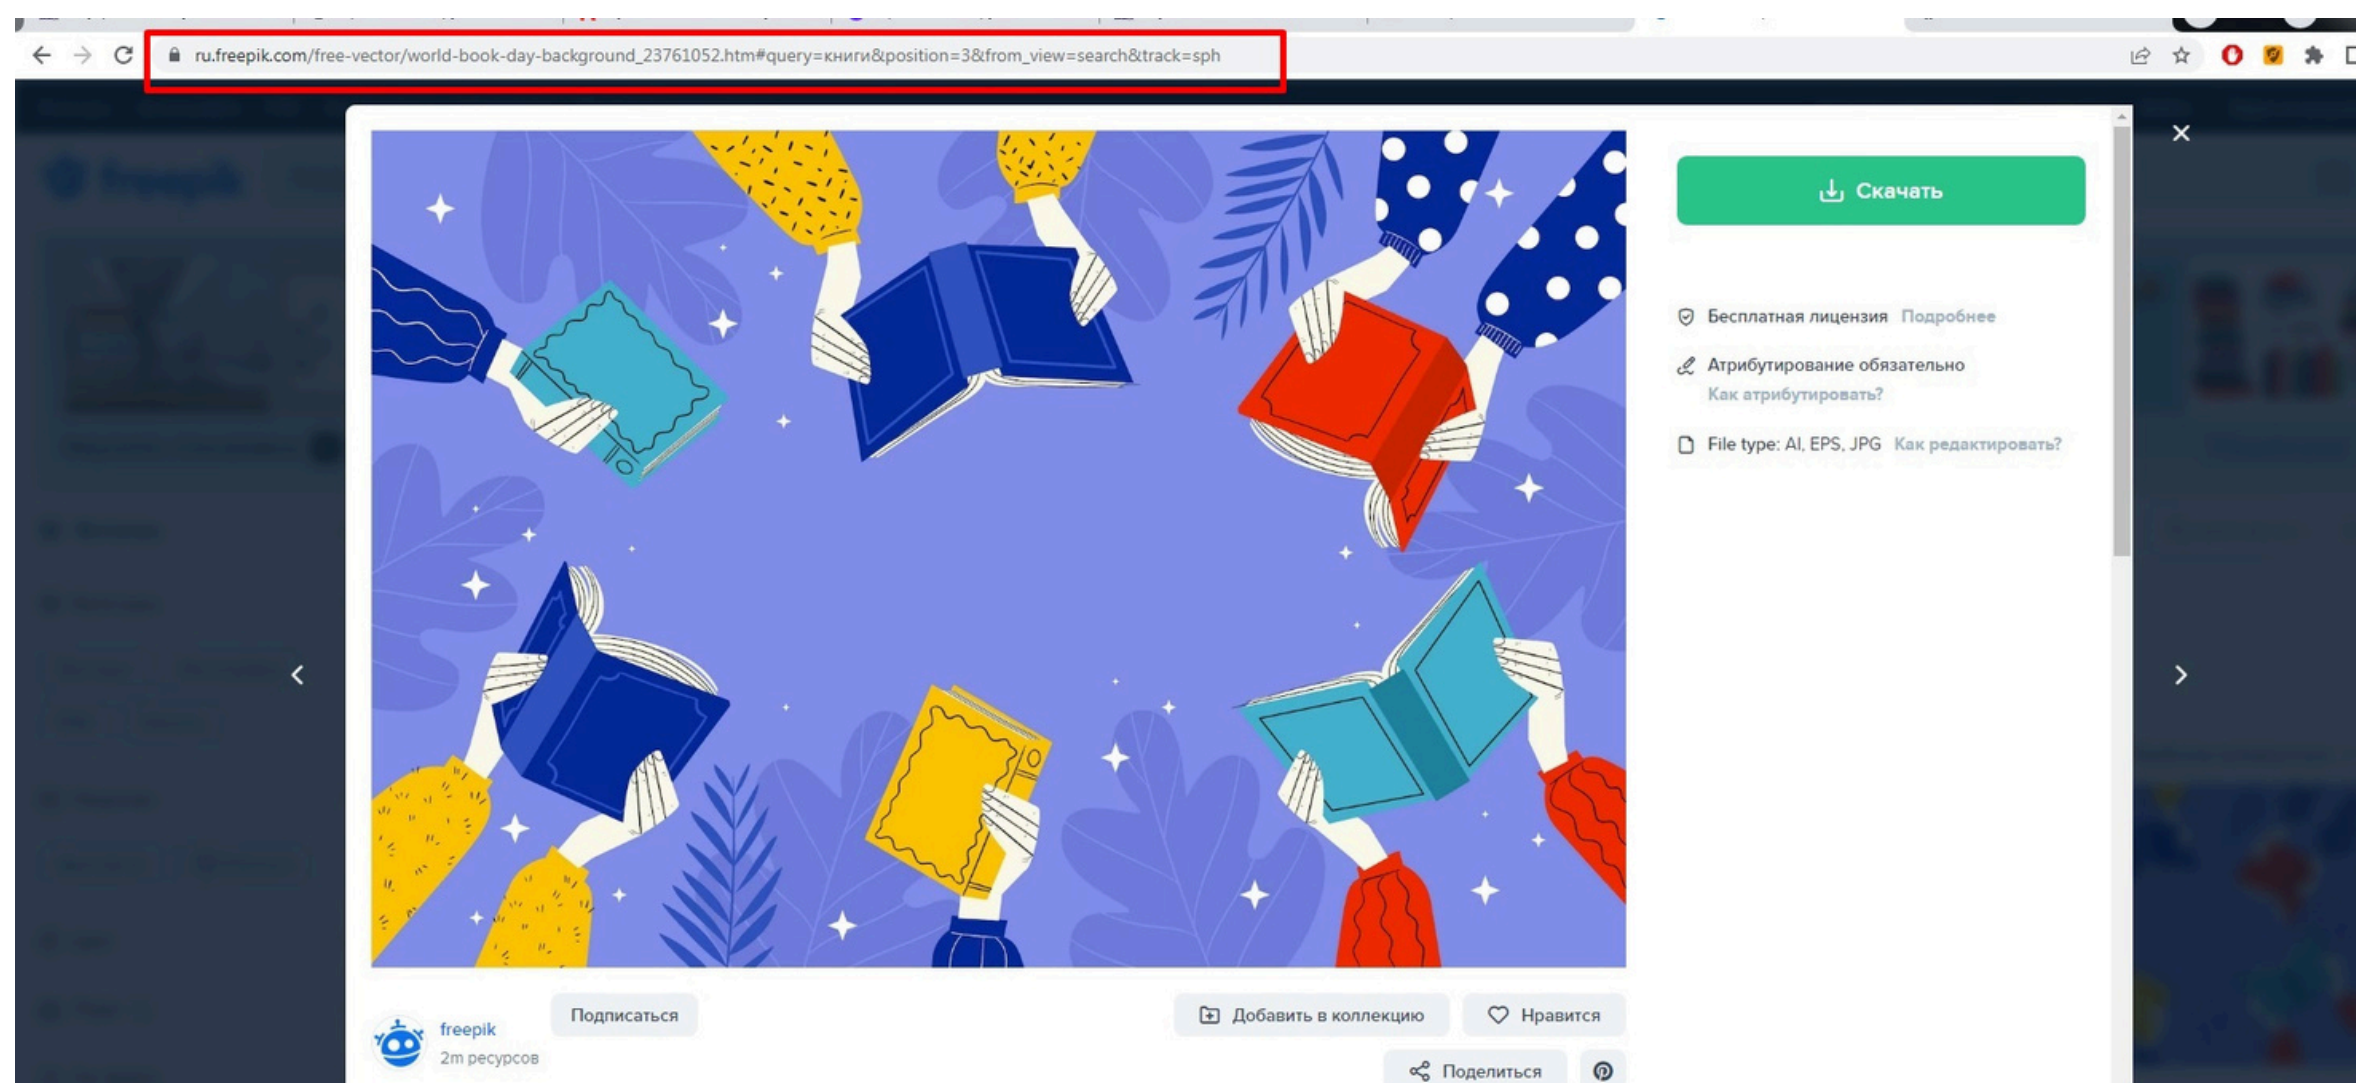 ru.freepik.com/free-vector/world-book-day-background_23761052.htm#query=книги&position=3&from_view=search&track=sph
freepik
Скачать
Бесплатная лицензия Подробнее
Атрибутирование обязательно
Как атрибутировать?
File type: AI, EPS, JPG Как редактировать?
freepik
2m ресурсов
Подписаться
Добавить в коллекцию
Нравится
Поделиться